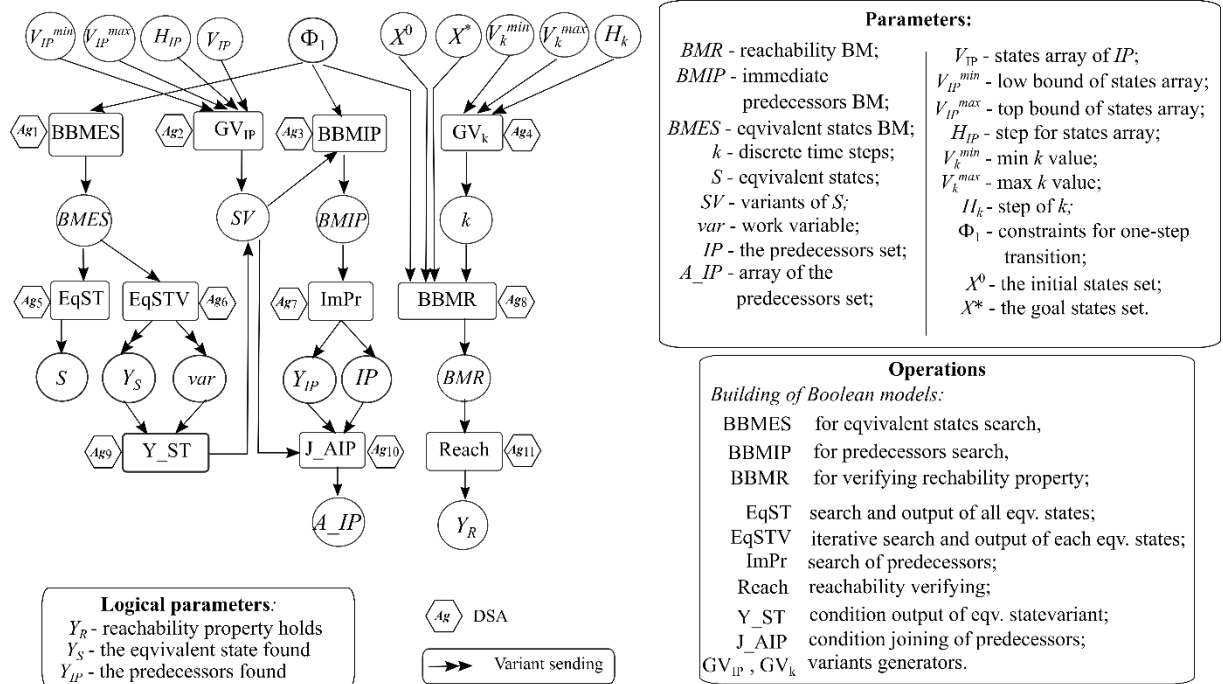 V_IP^min V_IP^max H_IP V_IP Φ₁ X⁰ X* V_k^min V_k^max H_k
Ag1 BBMES Ag2 GV_IP Ag3 BBMIP GV_k Ag4
BMES SV BMIP k
Ag5 EqST EqSTV Ag6 Ag7 ImPr BBMR Ag8
S Y_S var Y_IP IP BMR
Ag9 Y_ST J_AIP Ag10 Reach Ag11
A_IP Y_R
Logical parameters:
Y_R - reachability property holds
Y_S - the eqvivalent state found
Y_IP - the predecessors found
Ag DSA
Variant sending
Parameters:
BMR - reachability BM;
BMIP - immediate
predecessors BM;
BMES - eqvivalent states BM;
k - discrete time steps;
S - eqvivalent states;
SV - variants of S;
var - work variable;
IP - the predecessors set;
A_IP - array of the
predecessors set;
V_IP - states array of IP;
V_IP^min - low bound of states array;
V_IP^max - top bound of states array;
H_IP - step for states array;
V_k^min - min k value;
V_k^max - max k value;
H_k - step of k;
Φ₁ - constraints for one-step
transition;
X⁰ - the initial states set;
X* - the goal states set.
Operations
Building of Boolean models:
BBMES for eqvivalent states search,
BBMIP for predecessors search,
BBMR for verifying rechability property;
EqST search and output of all eqv. states;
EqSTV iterative search and output of each eqv. states;
ImPr search of predecessors;
Reach reachability verifying;
Y_ST condition output of eqv. statevariant;
J_AIP condition joining of predecessors;
GV_IP , GV_k variants generators.